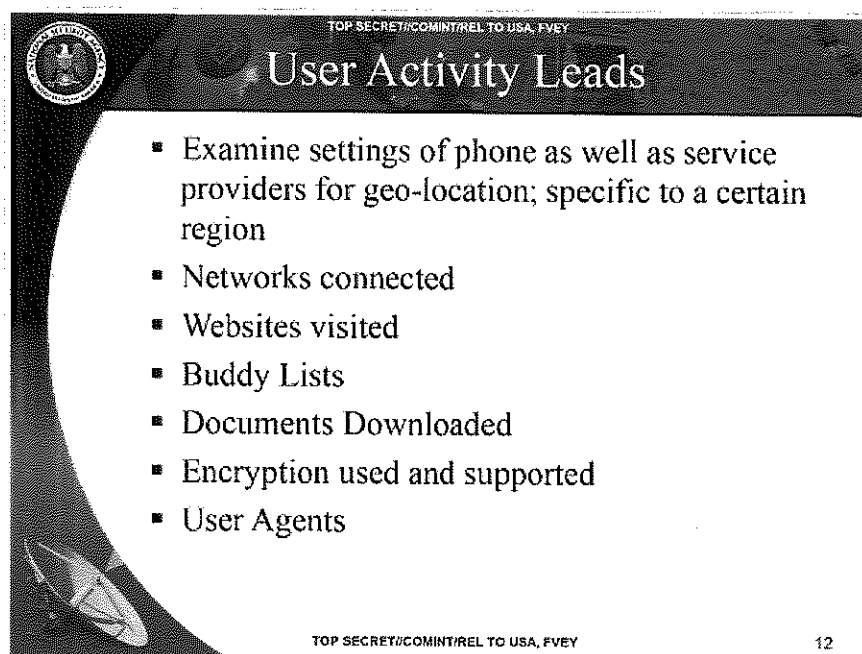 TOP SECRET//COMINT/REL TO USA, FVEY
User Activity Leads
▪ Examine settings of phone as well as service
providers for geo-location; specific to a certain
region
▪ Networks connected
▪ Websites visited
▪ Buddy Lists
▪ Documents Downloaded
▪ Encryption used and supported
▪ User Agents
TOP SECRET//COMINT/REL TO USA, FVEY
12